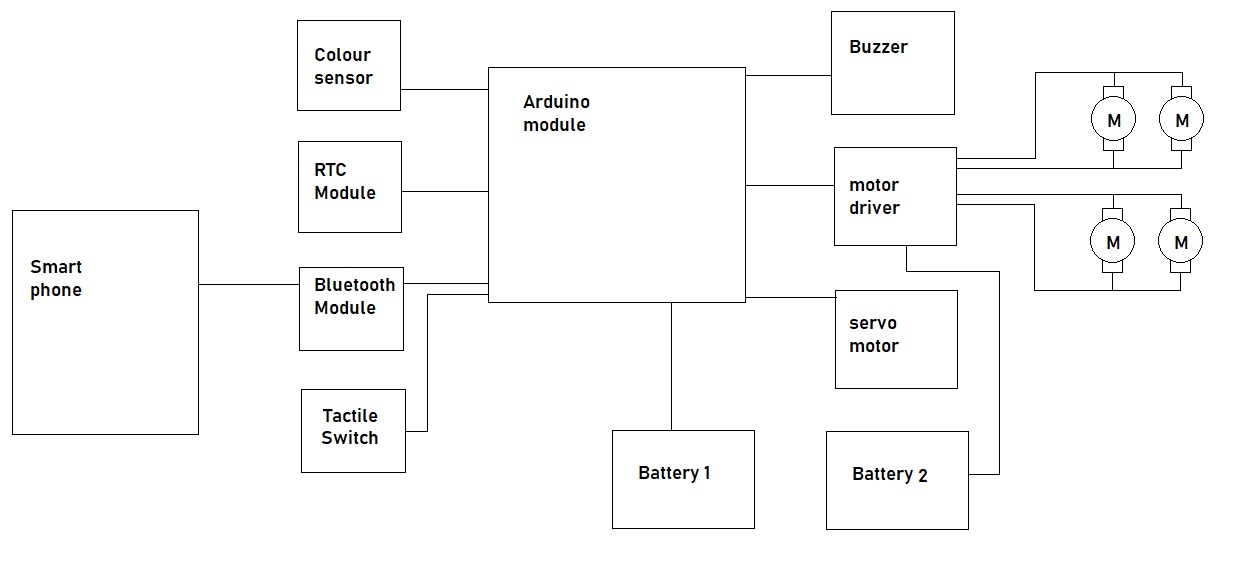 Colour
sensor
Arduino
module
Buzzer
M
M
RTC
Module
motor
driver
M
M
Smart
phone
Bluetooth
Module
servo
motor
Tactile
Switch
Battery 1
Battery 2